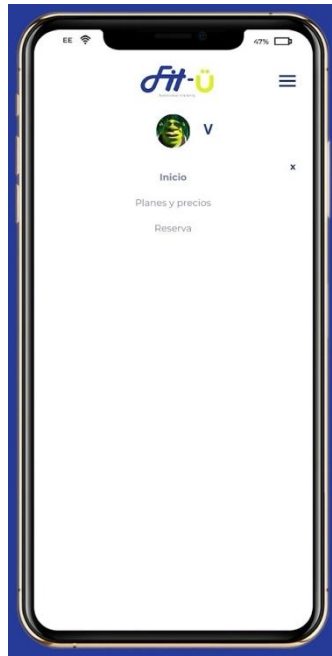 EE 47%
Fit-Ü
V
x
Inicio
Planes y precios
Reserva